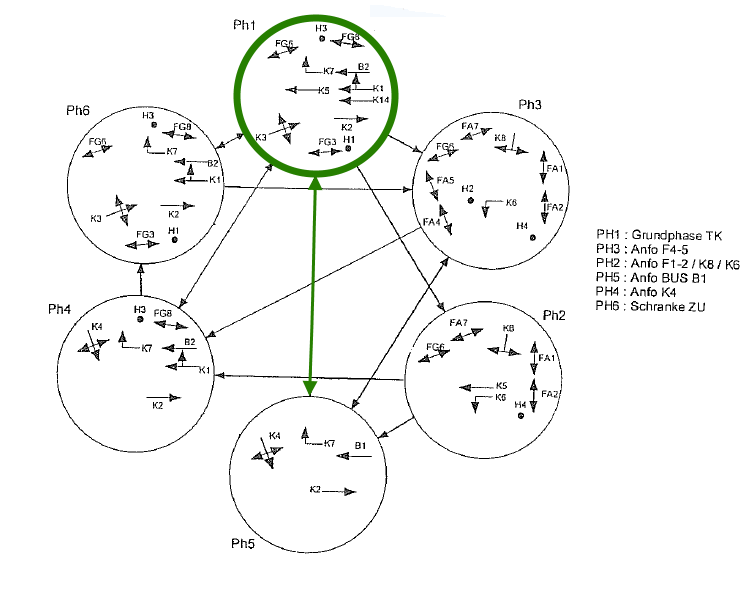 Ph1
H3
FG6
FG8
K7
B2
K5
K1
K14
K3
K2
FG3
H1
Ph6
H3
FG8
FG6
K7
B2
K1
K3
K2
FG3
H1
Ph3
FA7
K8
FG6
FA1
FA5
H2
K6
FA2
FA4
H4
PH1 : Grundphase TK
PH3 : Anfo F4-5
PH2 : Anfo F1-2 / K8 / K6
PH5 : Anfo BUS B1
PH4 : Anfo K4
PH6 : Schranke ZU
Ph4
H3
FG8
K4
K7
B2
K1
K2
Ph2
FA7
FG6
FA1
K5
K6
FA2
H4
Ph5
K4
K7
B1
K2